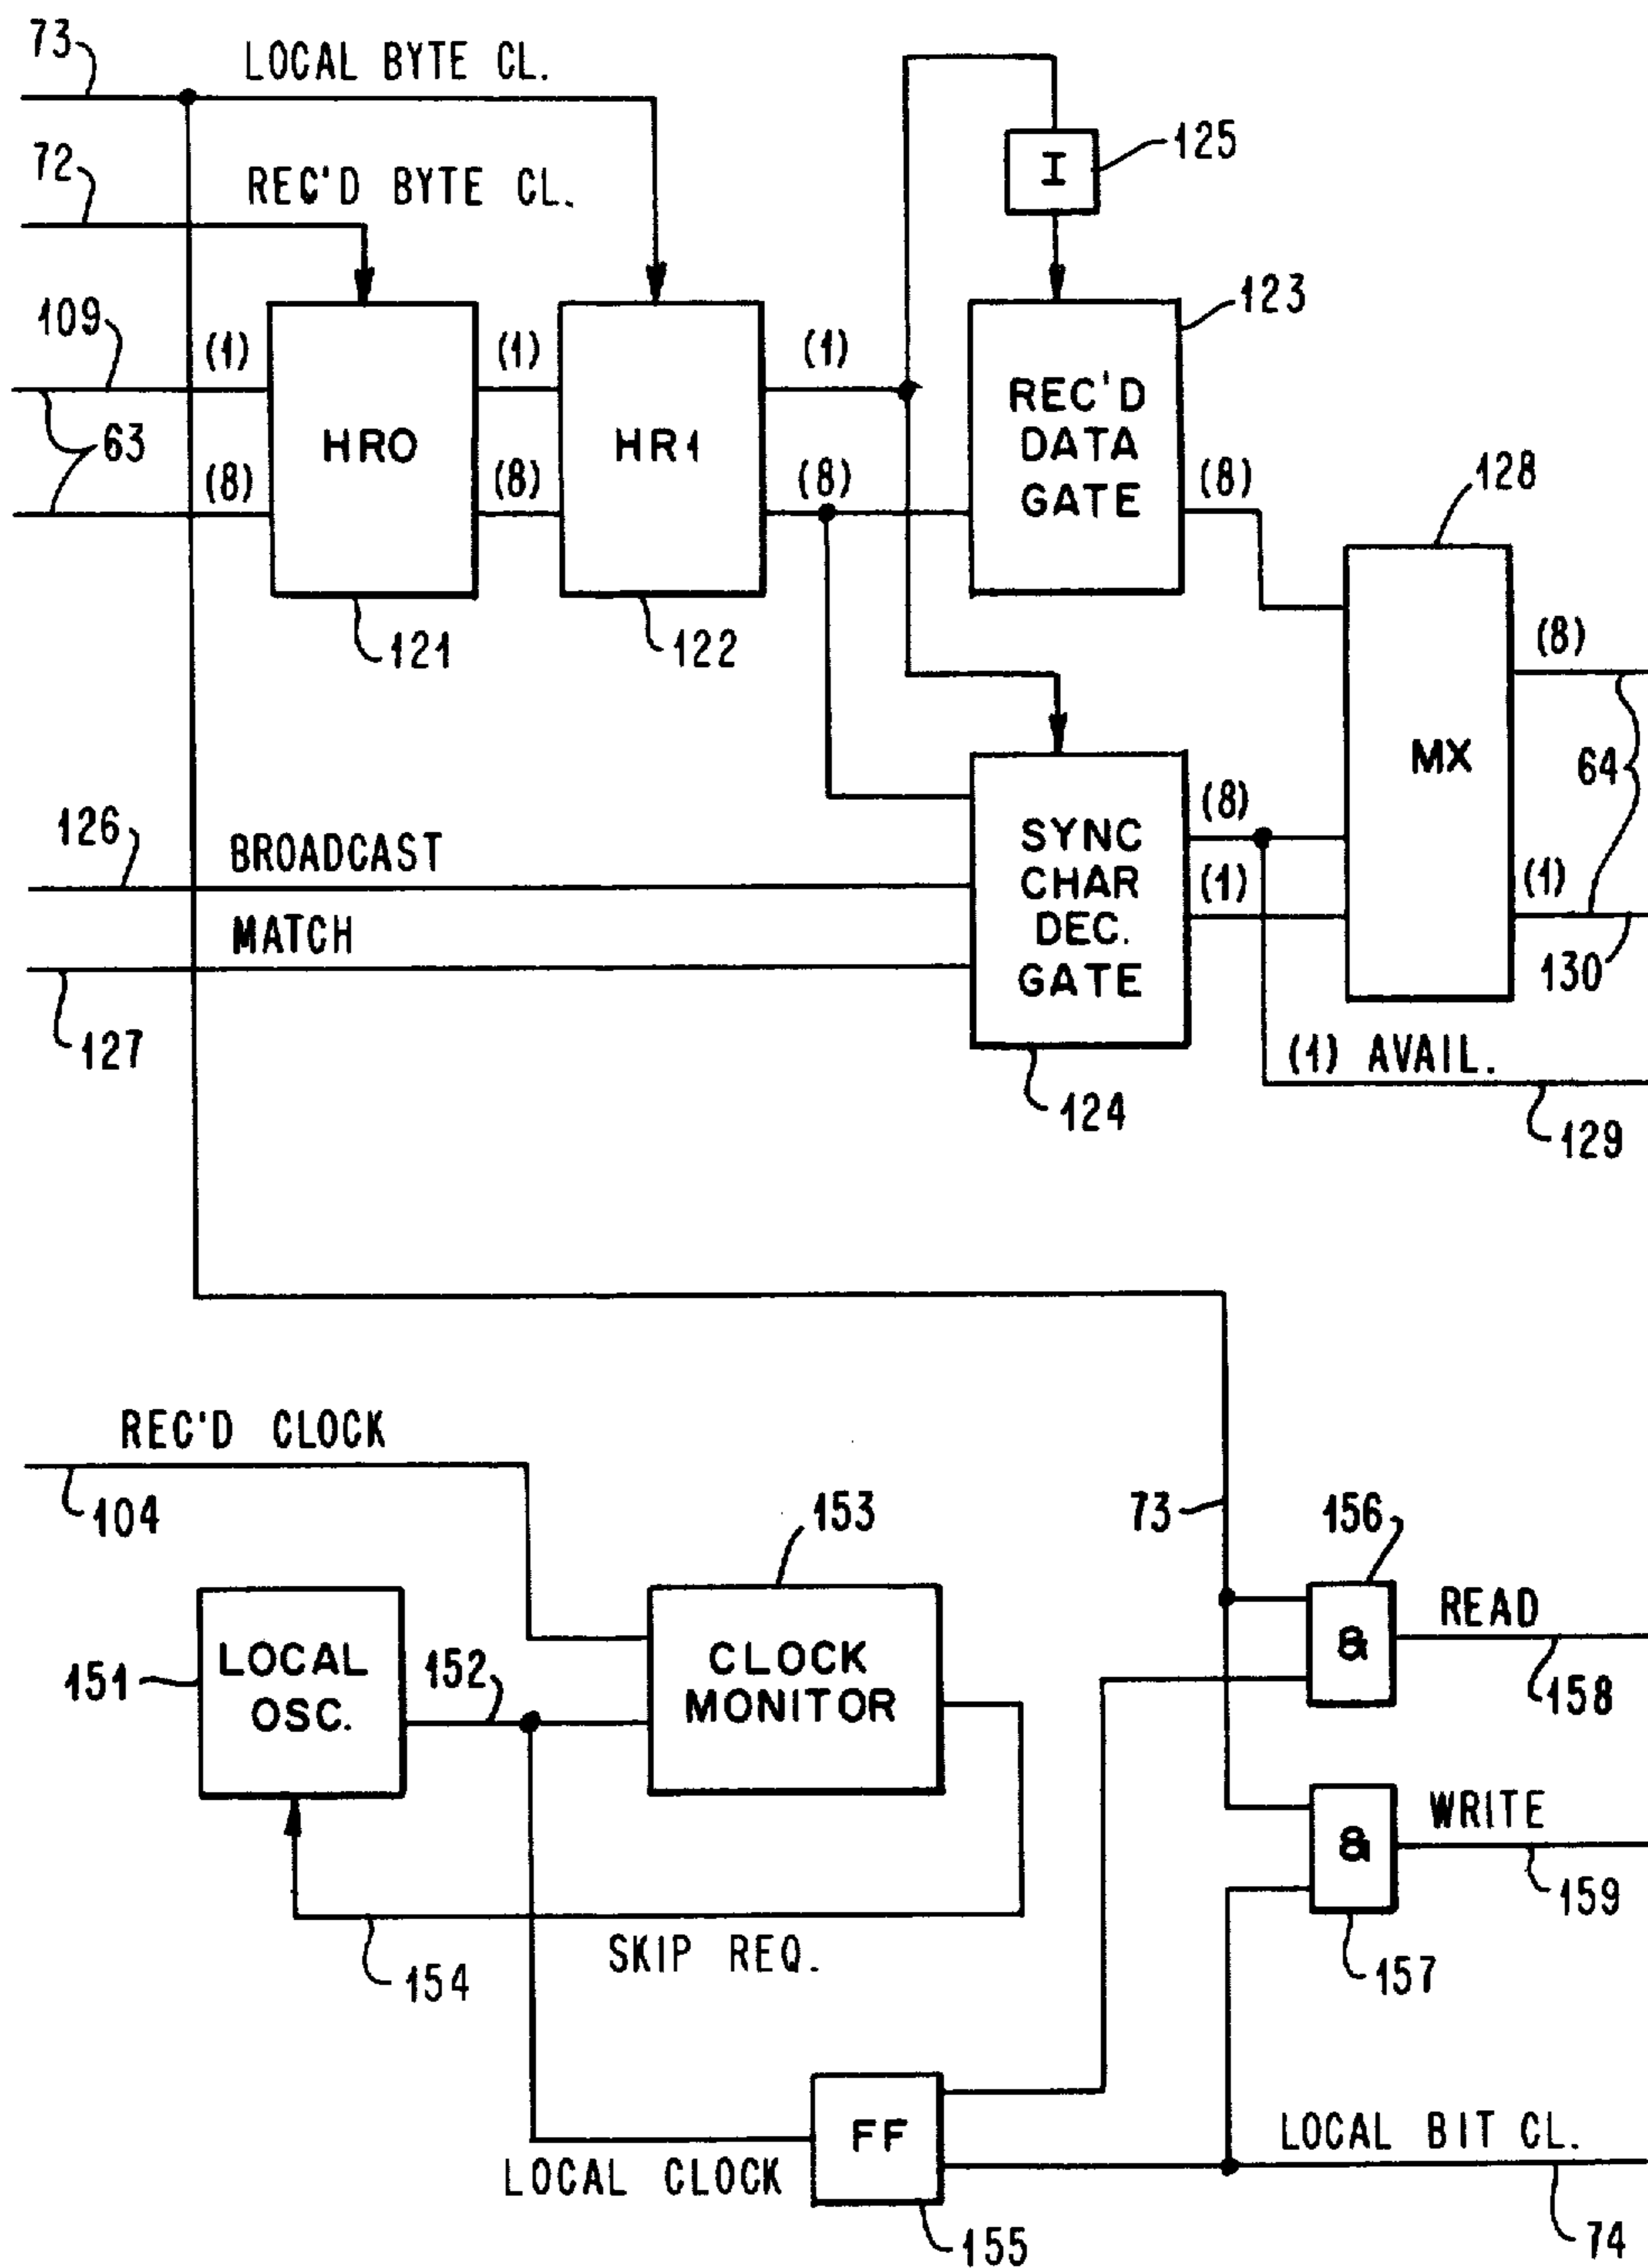 73
LOCAL BYTE CL.
72
REC'D BYTE CL.
I
125
109
(1)
(1)
(1)
123
63
HR0
HR1
REC'D
DATA
GATE
(8)
(8)
(8)
(8)
128
121
122
(8)
MX
64
126
BROADCAST
SYNC
CHAR
DEC.
GATE
(8)
(1)
(1)
MATCH
127
130
124
(1) AVAIL.
129
REC'D CLOCK
104
153
73
156
READ
151
LOCAL
OSC.
152
CLOCK
MONITOR
&
158
WRITE
&
159
154
SKIP REQ.
157
FF
LOCAL CLOCK
LOCAL BIT CL.
155
74